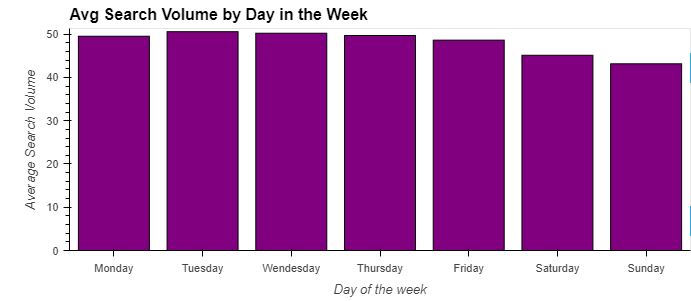 Avg Search Volume by Day in the Week
Average Search Volume
50
40
30
20
10
0
Monday Tuesday Wendesday Thursday Friday Saturday Sunday
Day of the week